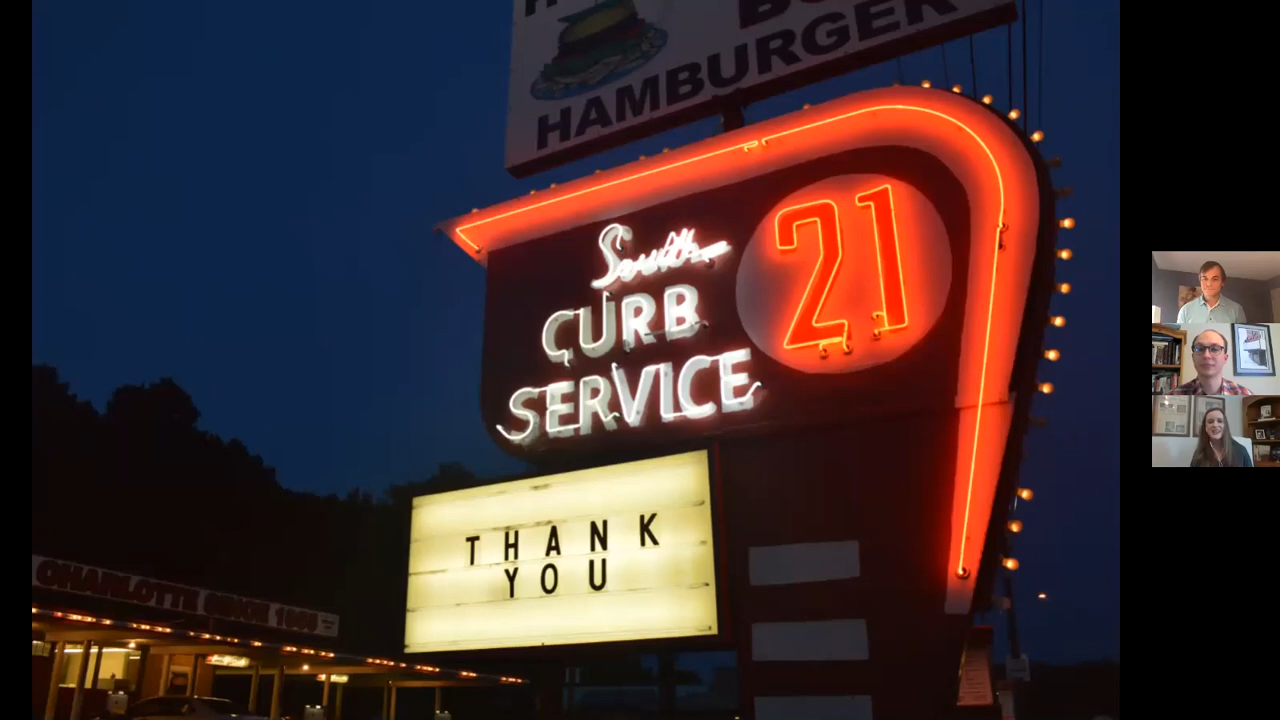 HAMBURGER
South
21
CURB
SERVICE
THANK
YOU
CHARLOTTE SINCE 1955